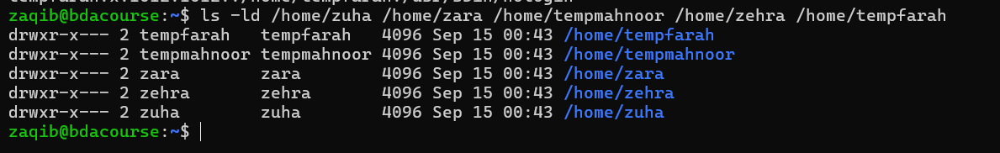 zaqib@bdacourse:~$ ls -ld /home/zuha /home/zara /home/tempmahnoor /home/zehra /home/tempfarah
drwxr-x--- 2 tempfarah   tempfarah   4096 Sep 15 00:43 /home/tempfarah
drwxr-x--- 2 tempmahnoor tempmahnoor 4096 Sep 15 00:43 /home/tempmahnoor
drwxr-x--- 2 zara        zara        4096 Sep 15 00:43 /home/zara
drwxr-x--- 2 zehra       zehra       4096 Sep 15 00:43 /home/zehra
drwxr-x--- 2 zuha        zuha        4096 Sep 15 00:43 /home/zuha
zaqib@bdacourse:~$